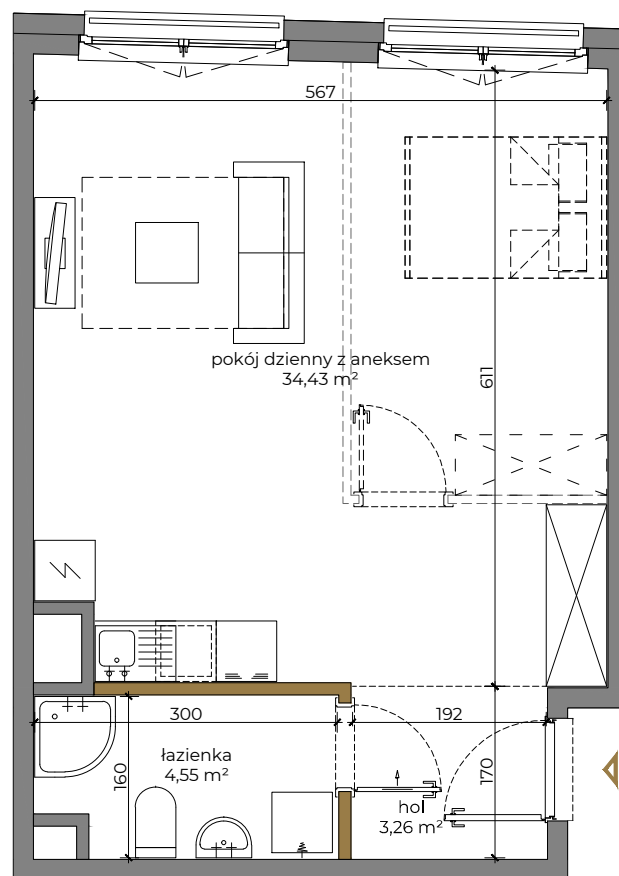 567
pokój dzienny z aneksem
34,43 m²
611
300
192
łazienka
4,55 m²
160
170
hol
3,26 m²